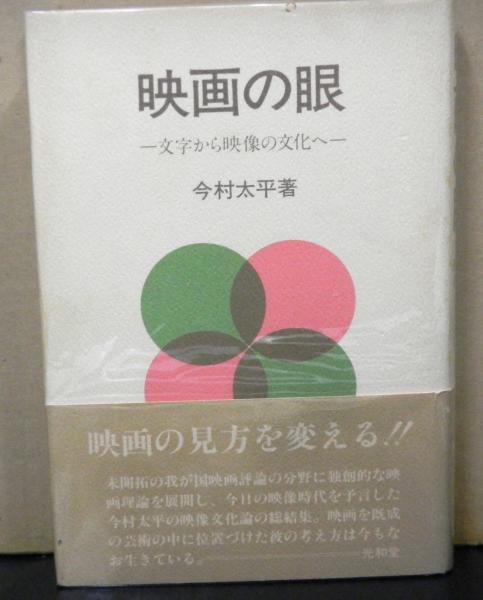 映画の眼
―文字から映像の文化へ―
今村太平著
映画の見方を変える!!
未開拓の我が国映画評論の分野に独創的な映
画理論を展開し、今日の映像時代を予言した
今村太平の映像文化論の総結集。映画を既成
の芸術の中に位置づけた彼の考え方は今もな
お生きている。――――――――光和堂